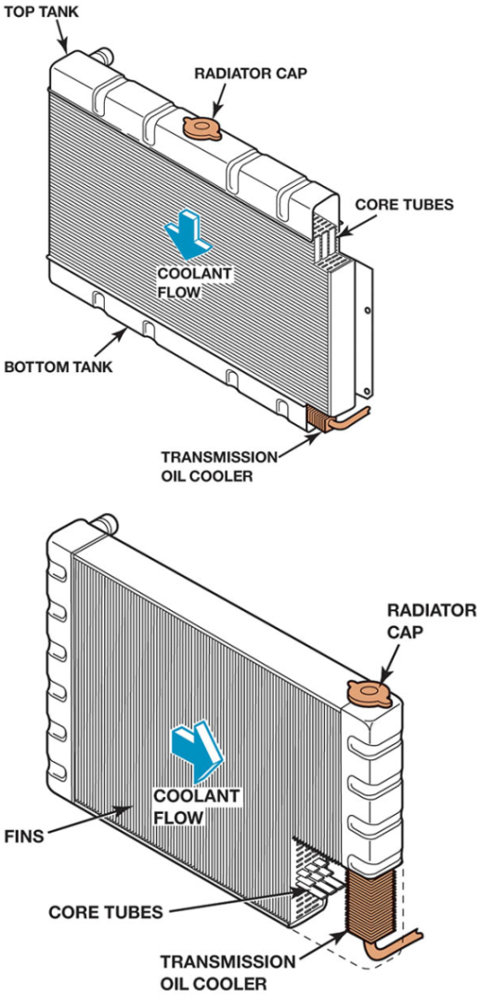 TOP TANK
RADIATOR CAP
CORE TUBES
COOLANT
FLOW
BOTTOM TANK
TRANSMISSION
OIL COOLER
RADIATOR
CAP
COOLANT
FLOW
FINS
CORE TUBES
TRANSMISSION
OIL COOLER